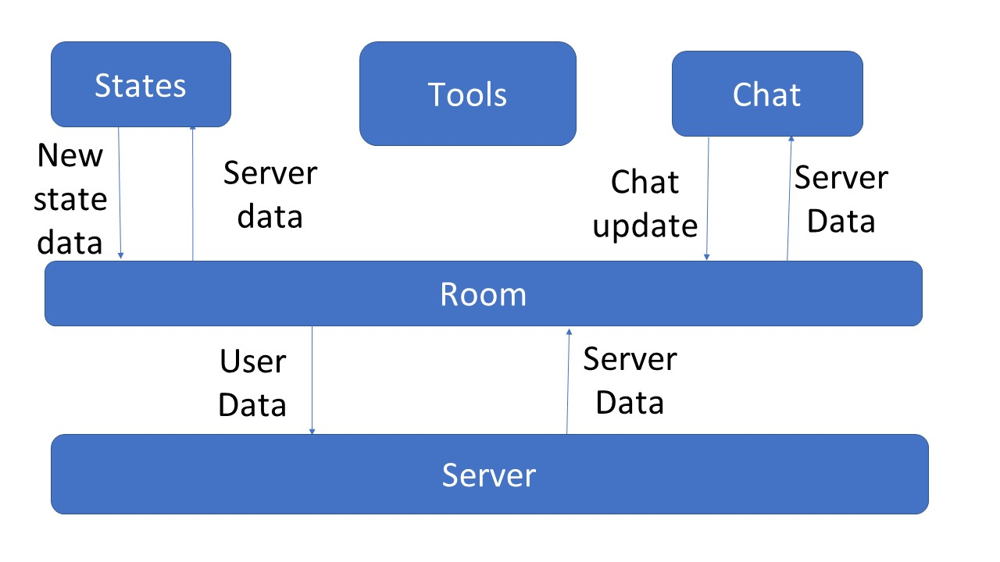 States
Tools
Chat
New
state
data
Server
data
Chat
update
Server
Data
Room
User
Data
Server
Data
Server